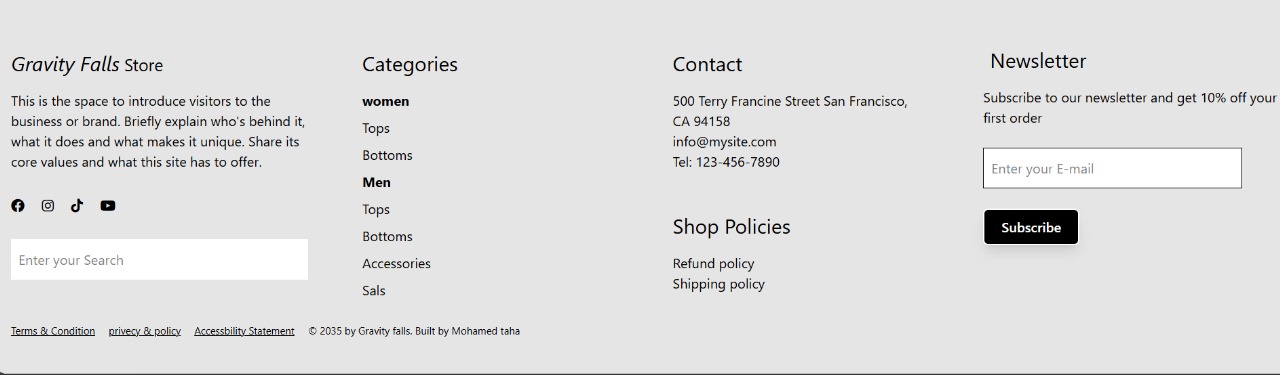 Gravity Falls Store
This is the space to introduce visitors to the
business or brand. Briefly explain who's behind it,
what it does and what makes it unique. Share its
core values and what this site has to offer.
Enter your Search
Categories
women
Tops
Bottoms
Men
Tops
Bottoms
Accessories
Sals
Contact
500 Terry Francine Street San Francisco,
CA 94158
info@mysite.com
Tel: 123-456-7890
Shop Policies
Refund policy
Shipping policy
Newsletter
Subscribe to our newsletter and get 10% off your
first order
Enter your E-mail
Subscribe
Terms & Condition privecy & policy Accessbility Statement © 2035 by Gravity falls. Built by Mohamed taha